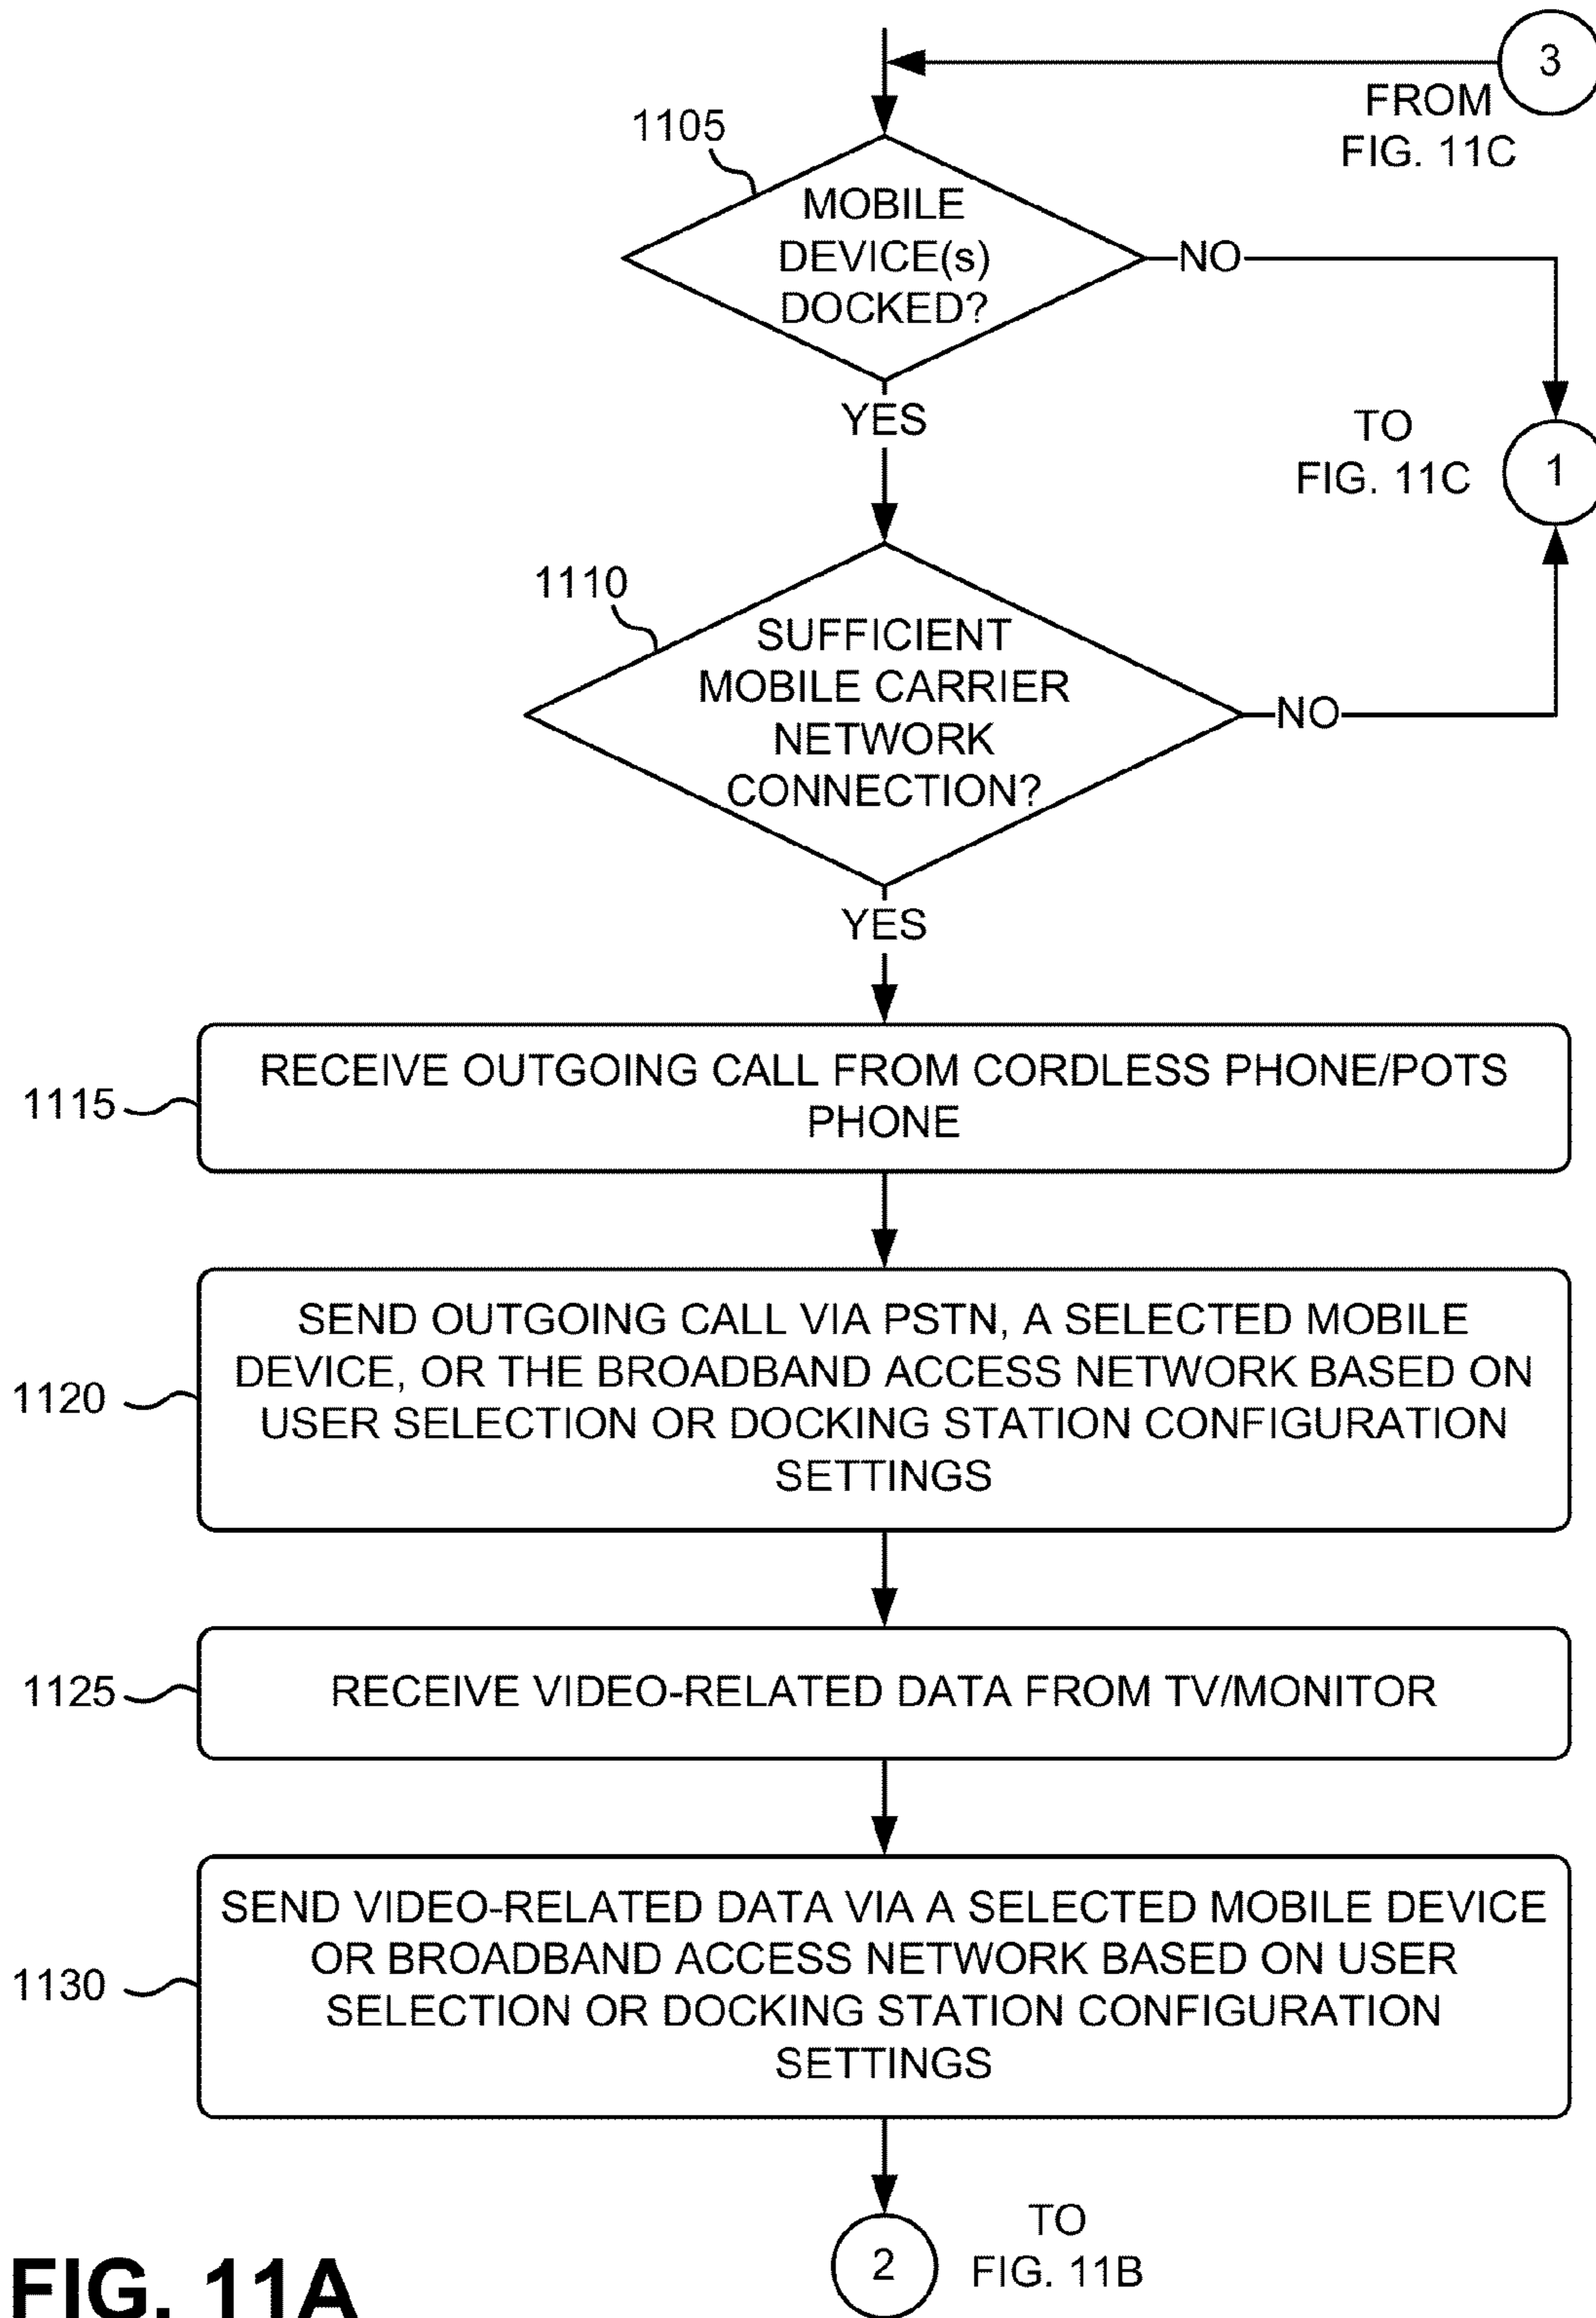 3
FROM
FIG. 11C
1105
MOBILE
DEVICE(s)
DOCKED?
NO
YES
TO
FIG. 11C
1
1110
SUFFICIENT
MOBILE CARRIER
NETWORK
CONNECTION?
NO
YES
1115
RECEIVE OUTGOING CALL FROM CORDLESS PHONE/POTS
PHONE
1120
SEND OUTGOING CALL VIA PSTN, A SELECTED MOBILE
DEVICE, OR THE BROADBAND ACCESS NETWORK BASED ON
USER SELECTION OR DOCKING STATION CONFIGURATION
SETTINGS
1125
RECEIVE VIDEO-RELATED DATA FROM TV/MONITOR
1130
SEND VIDEO-RELATED DATA VIA A SELECTED MOBILE DEVICE
OR BROADBAND ACCESS NETWORK BASED ON USER
SELECTION OR DOCKING STATION CONFIGURATION
SETTINGS
2
TO
FIG. 11B
FIG. 11A